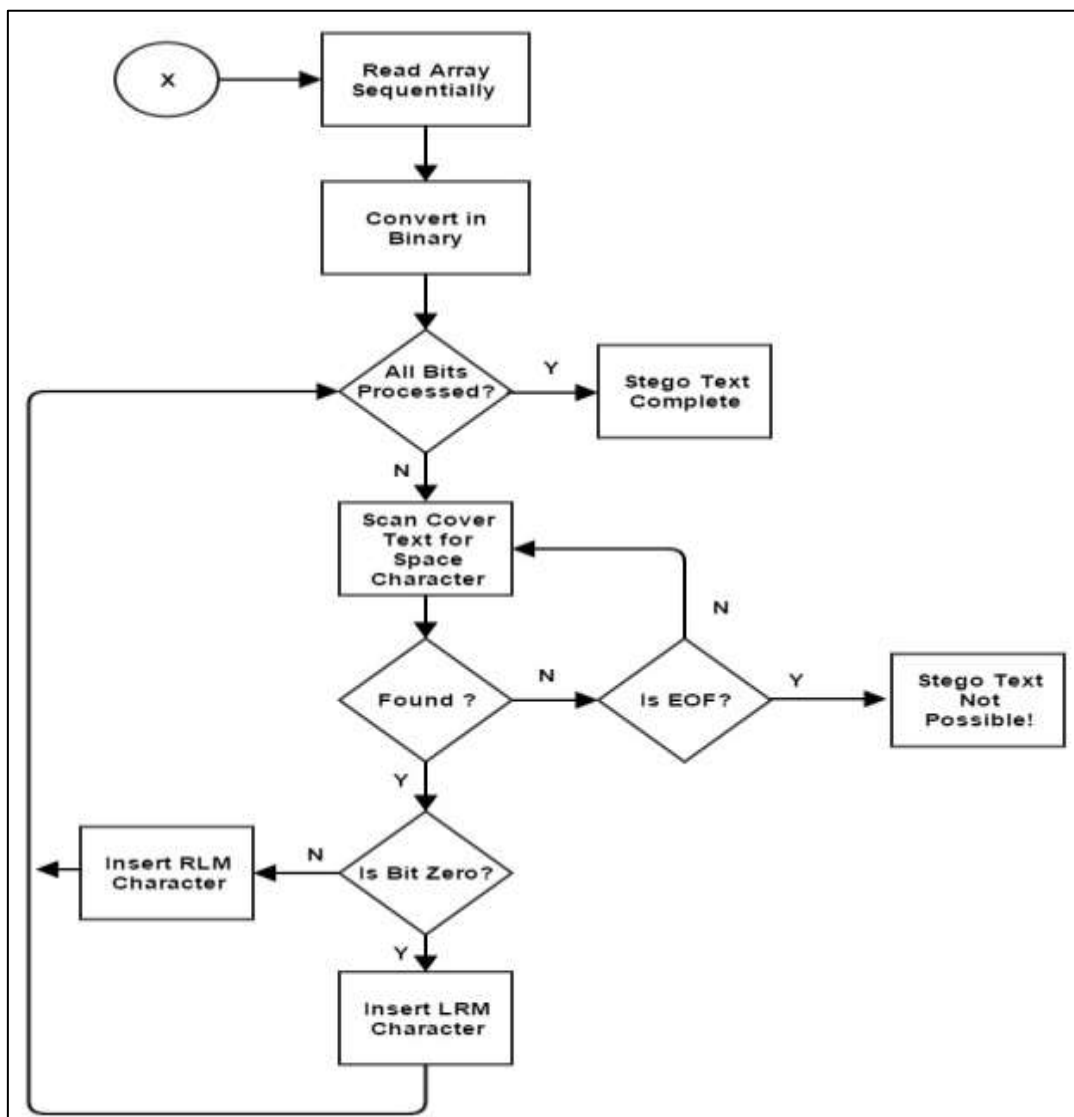 X
Read Array
Sequentially
Convert in
Binary
All Bits
Processed?
Y
Stego Text
Complete
N
Scan Cover
Text for
Space
Character
N
Found ?
N
Is EOF?
Y
Stego Text
Not
Possible!
Y
Insert RLM
Character
N
Is Bit Zero?
Y
Insert LRM
Character